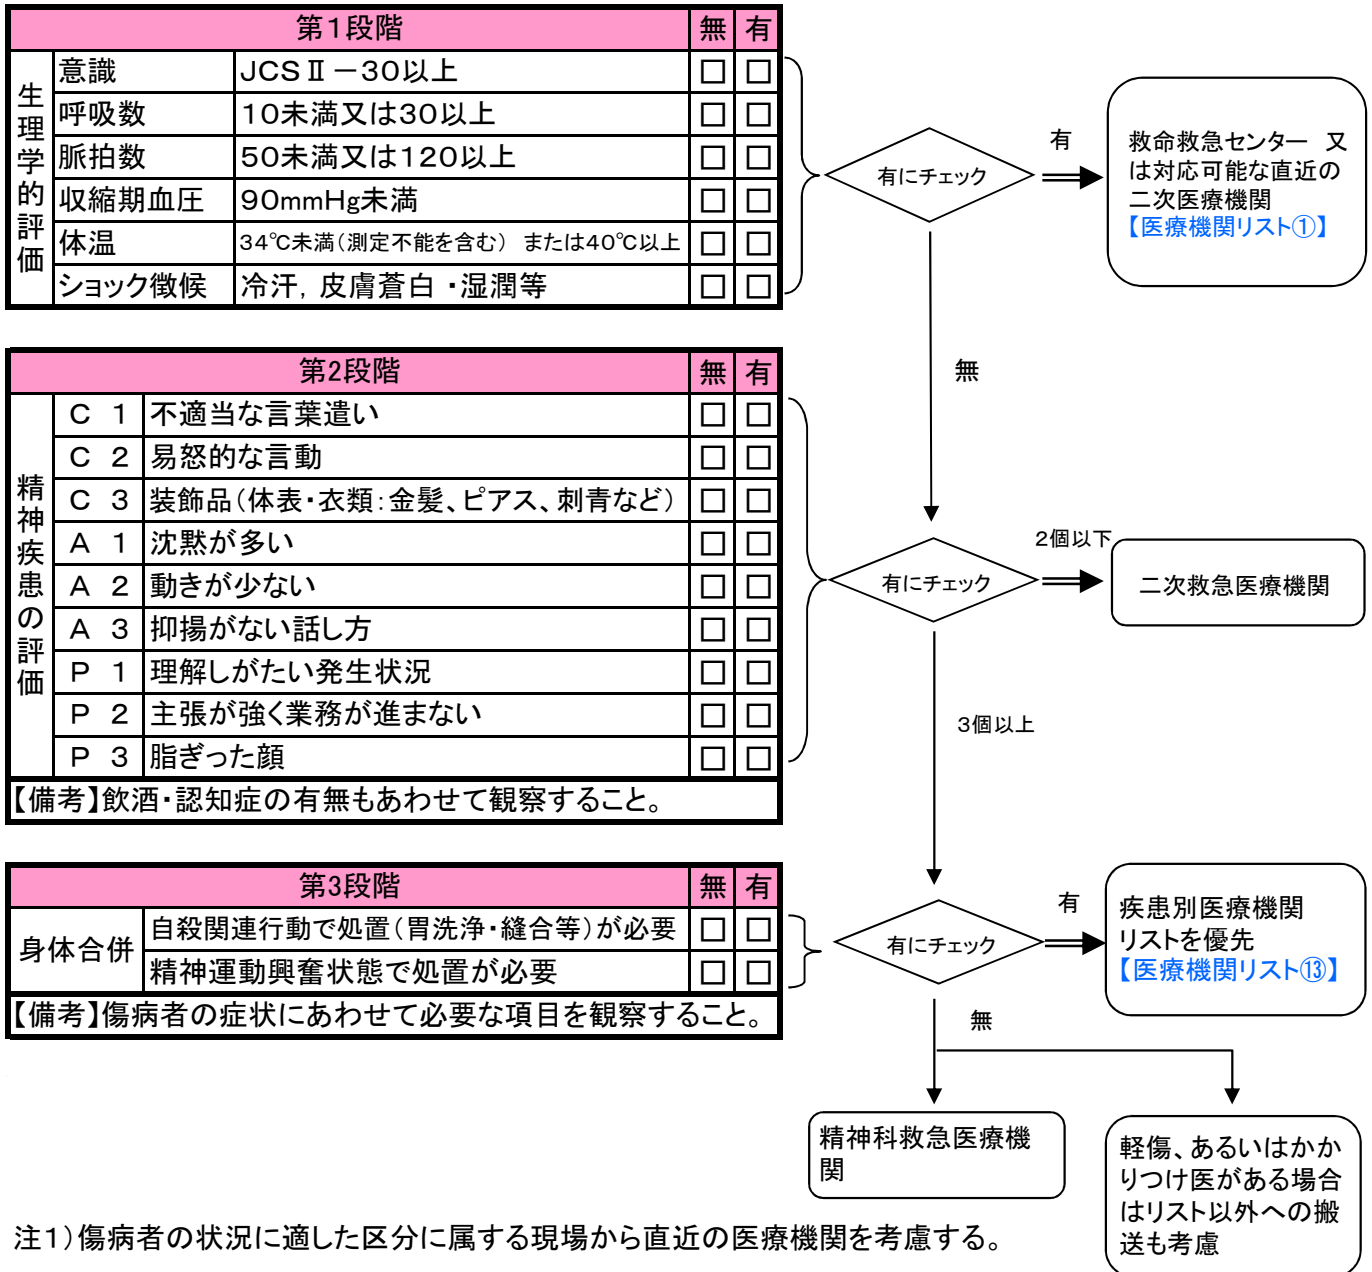 第1段階 無 有
生理学的評価
意識 JCSⅡ－30以上 □ □
呼吸数 10未満又は30以上 □ □
脈拍数 50未満又は120以上 □ □
収縮期血圧 90mmHg未満 □ □
体温 34℃未満(測定不能を含む) または40℃以上 □ □
ショック徴候 冷汗，皮膚蒼白・湿潤等 □ □
有にチェック
有
救命救急センター 又
は対応可能な直近の
二次医療機関
【医療機関リスト①】
無
第2段階 無 有
精神疾患の評価
C 1 不適当な言葉遣い □ □
C 2 易怒的な言動 □ □
C 3 装飾品(体表・衣類：金髪、ピアス、刺青など) □ □
A 1 沈黙が多い □ □
A 2 動きが少ない □ □
A 3 抑揚がない話し方 □ □
P 1 理解しがたい発生状況 □ □
P 2 主張が強く業務が進まない □ □
P 3 脂ぎった顔 □ □
【備考】飲酒・認知症の有無もあわせて観察すること。
有にチェック
2個以下
二次救急医療機関
3個以上
第3段階 無 有
身体合併
自殺関連行動で処置(胃洗浄・縫合等)が必要 □ □
精神運動興奮状態で処置が必要 □ □
【備考】傷病者の症状にあわせて必要な項目を観察すること。
有にチェック
有
疾患別医療機関
リストを優先
【医療機関リスト⑬】
無
精神科救急医療機
関
軽傷、あるいはかか
りつけ医がある場合
はリスト以外への搬
送も考慮
注1)傷病者の状況に適した区分に属する現場から直近の医療機関を考慮する。